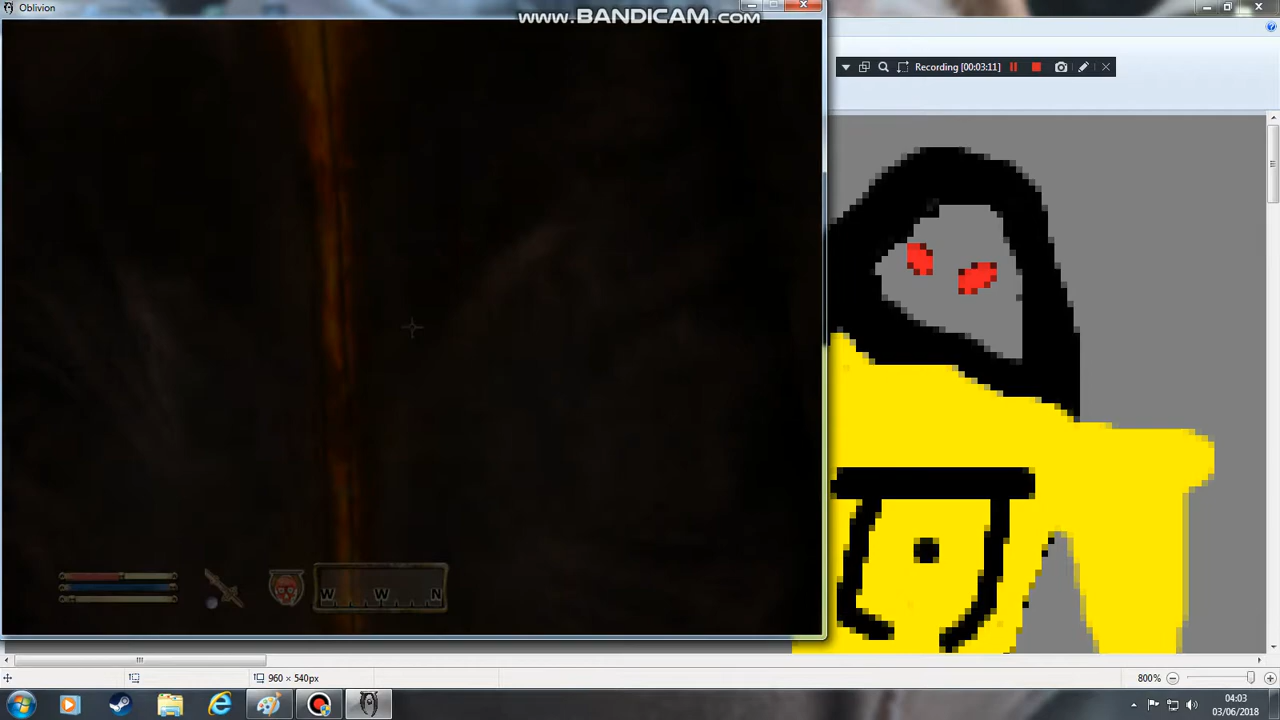 Oblivion
www.BANDICAM.com
Recording [00:03:11]
W W N
960 × 540px
800%
04:03
03/06/2018